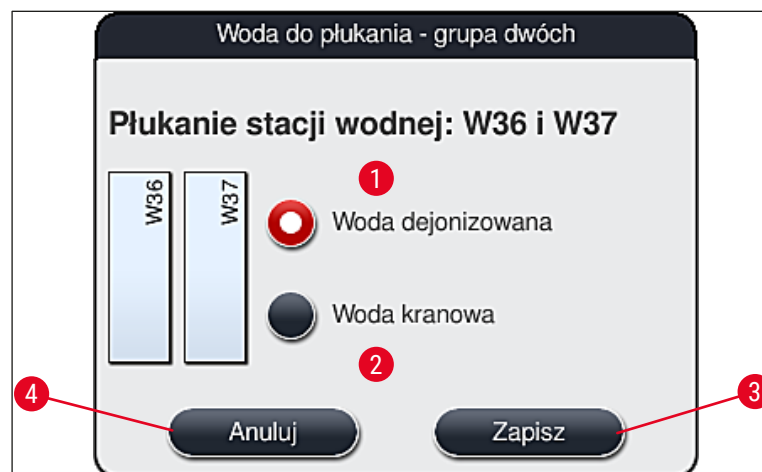 Woda do płukania - grupa dwóch
Płukanie stacji wodnej: W36 i W37
W36
W37
1
Woda dejonizowana
Woda kranowa
2
4
Anuluj
Zapisz
3